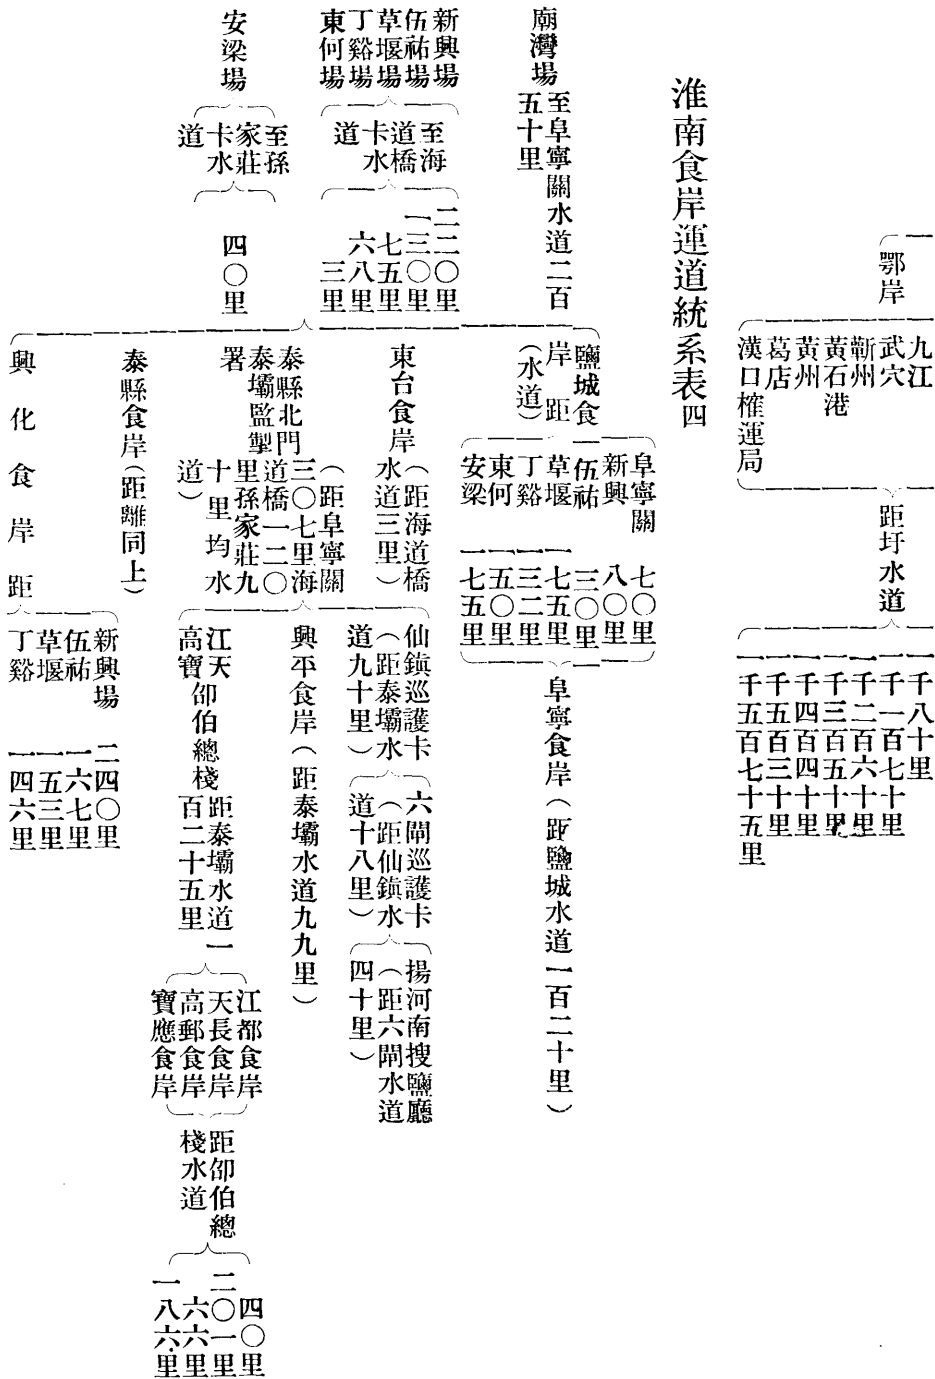 鄂岸
九江
武穴
蘄州
黃石港
黃州
葛店
漢口榷運局
距圩水道
一千八十里
一千一百七十里
一千二百六十里
一千三百五十里
一千四百四十里
一千五百三十里
一千五百七十五里
淮南食岸運道統系表四
廟灣場
至阜寧關水道二百
五十里
新興場
伍祐場
草堰場
丁谿場
東何場
至海
道橋
卡水
道
二二〇里
一三〇里
七五里
六八里
三里
安梁場
至孫
家莊
卡水
道
四〇里
鹽城食
岸距
（水道）
阜寧關　七〇里
新興　八〇里
伍祐　三〇里
草堰　一七五里
丁谿　一三二里
東何　一五〇里
安梁　一七五里
阜寧食岸（距鹽城水道一百二十里）
東台食岸
（距海道橋
水道三里）
泰縣北門
泰壩監掣
署
（距阜寧關
三〇七里海
道橋一二〇
里孫家莊九
十里均水
道）
仙鎮巡護卡
（距泰壩水
道九十里）
六閘巡護卡
（距仙鎮水
道十八里）
揚河南搜鹽廳
（距六閘水道
四十里）
興平食岸（距泰壩水道九九里）
江天
高寶
卲伯總棧
距泰壩水道一
百二十五里
江都食岸
天長食岸
高郵食岸
寶應食岸
距卲伯總
棧水道
四〇里
二〇一里
六六里
一八六里
泰縣食岸（距離同上）
興化食岸距
新興場　二四〇里
伍祐　一六七里
草堰　一五三里
丁谿　一四六里